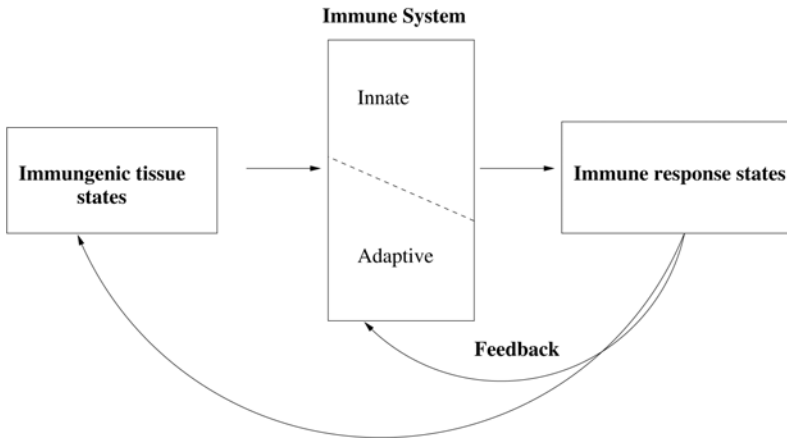 Immune System
Innate
Immungenic tissue
states
Immune response states
Adaptive
Feedback